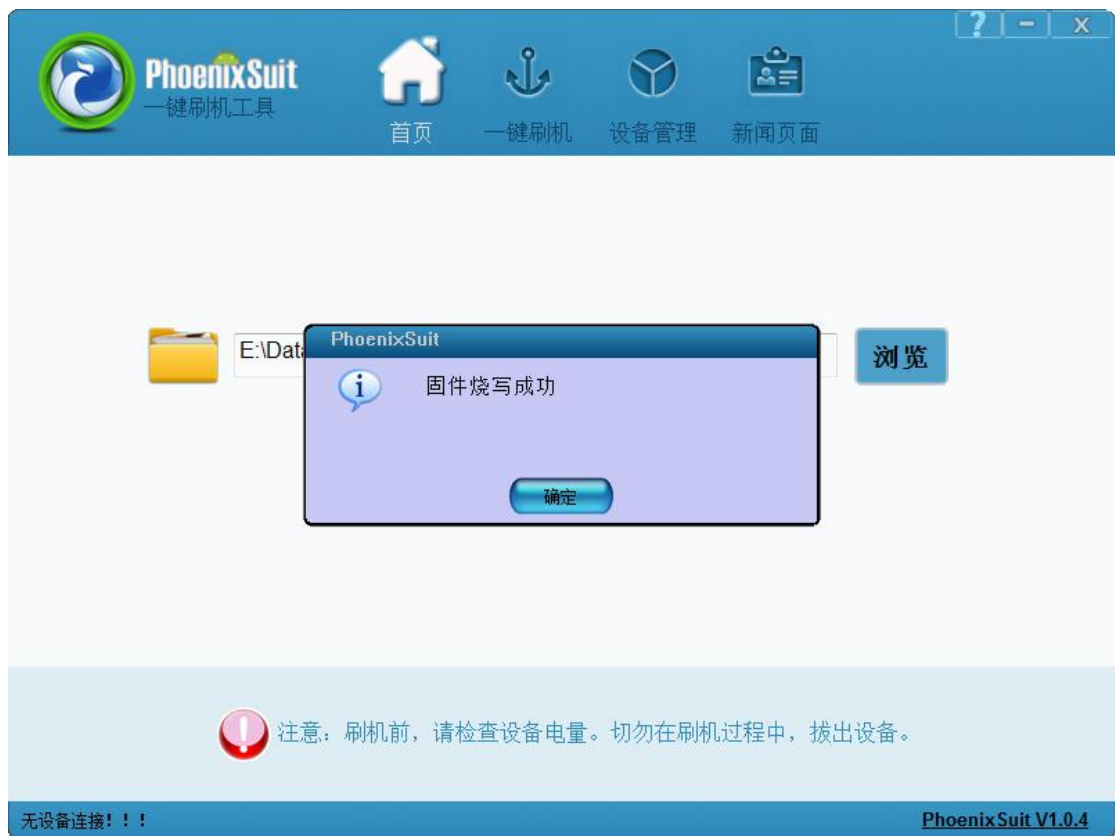 ? - X
PhoenixSuit
一键刷机工具
首页 一键刷机 设备管理 新闻页面
E:\Dat
浏览
PhoenixSuit
i 固件烧写成功
确定
注意：刷机前，请检查设备电量。切勿在刷机过程中，拔出设备。
无设备连接！！！
PhoenixSuit V1.0.4